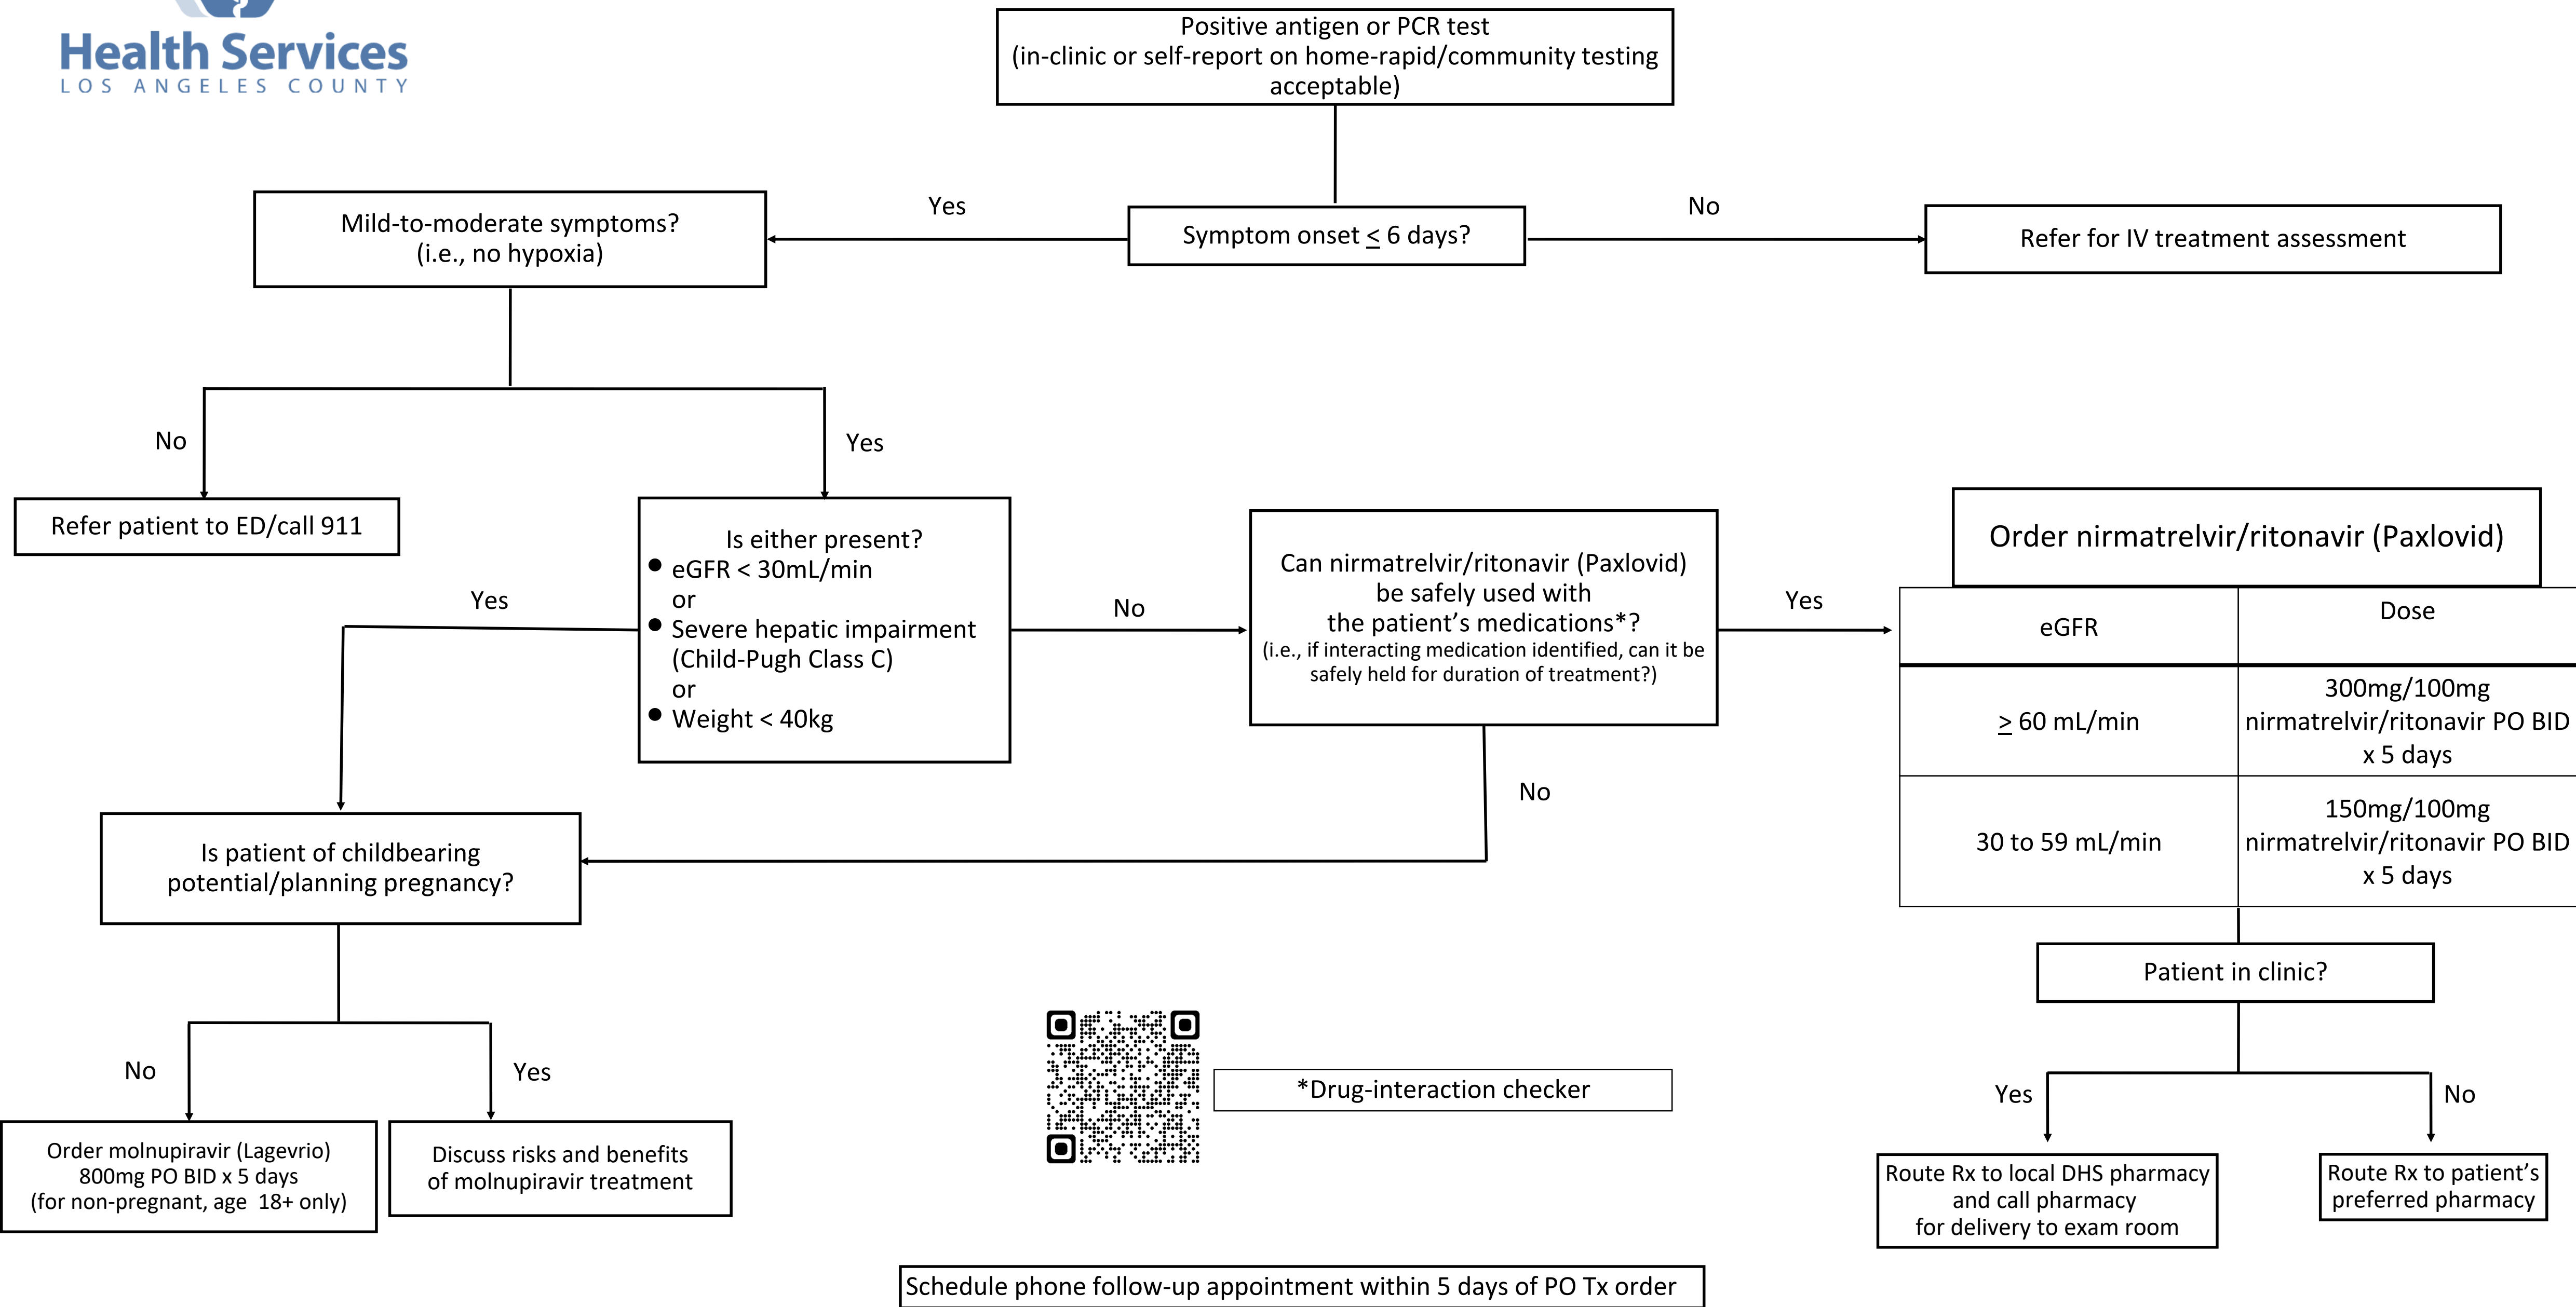 Health Services
LOS ANGELES COUNTY
Positive antigen or PCR test
(in-clinic or self-report on home-rapid/community testing
acceptable)
Mild-to-moderate symptoms?
(i.e., no hypoxia)
Yes
Symptom onset < 6 days?
No
Refer for IV treatment assessment
No
Yes
Refer patient to ED/call 911
Is either present?
● eGFR < 30mL/min
or
● Severe hepatic impairment
(Child-Pugh Class C)
or
● Weight < 40kg
Yes
No
Can nirmatrelvir/ritonavir (Paxlovid)
be safely used with
the patient’s medications*?
(i.e., if interacting medication identified, can it be
safely held for duration of treatment?)
Yes
No
Order nirmatrelvir/ritonavir (Paxlovid)
eGFR
Dose
> 60 mL/min
300mg/100mg
nirmatrelvir/ritonavir PO BID
x 5 days
30 to 59 mL/min
150mg/100mg
nirmatrelvir/ritonavir PO BID
x 5 days
Is patient of childbearing
potential/planning pregnancy?
No
Yes
Order molnupiravir (Lagevrio)
800mg PO BID x 5 days
(for non-pregnant, age 18+ only)
Discuss risks and benefits
of molnupiravir treatment
*Drug-interaction checker
Patient in clinic?
Yes
No
Route Rx to local DHS pharmacy
and call pharmacy
for delivery to exam room
Route Rx to patient’s
preferred pharmacy
Schedule phone follow-up appointment within 5 days of PO Tx order